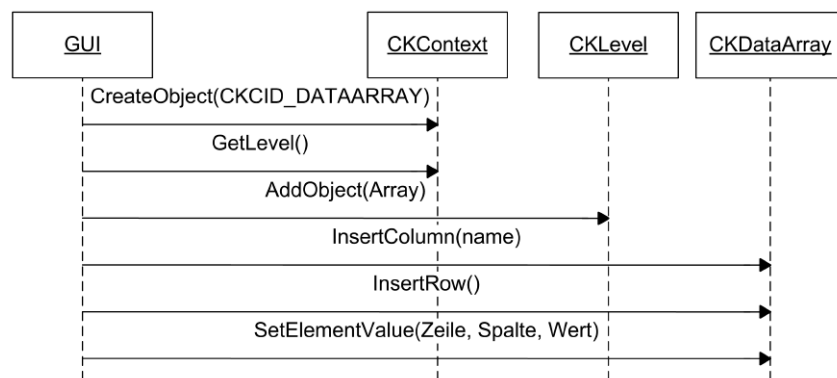 GUI
CKContext
CKLevel
CKDataArray
CreateObject(CKCID_DATAARRAY)
GetLevel()
AddObject(Array)
InsertColumn(name)
InsertRow()
SetElementValue(Zeile, Spalte, Wert)